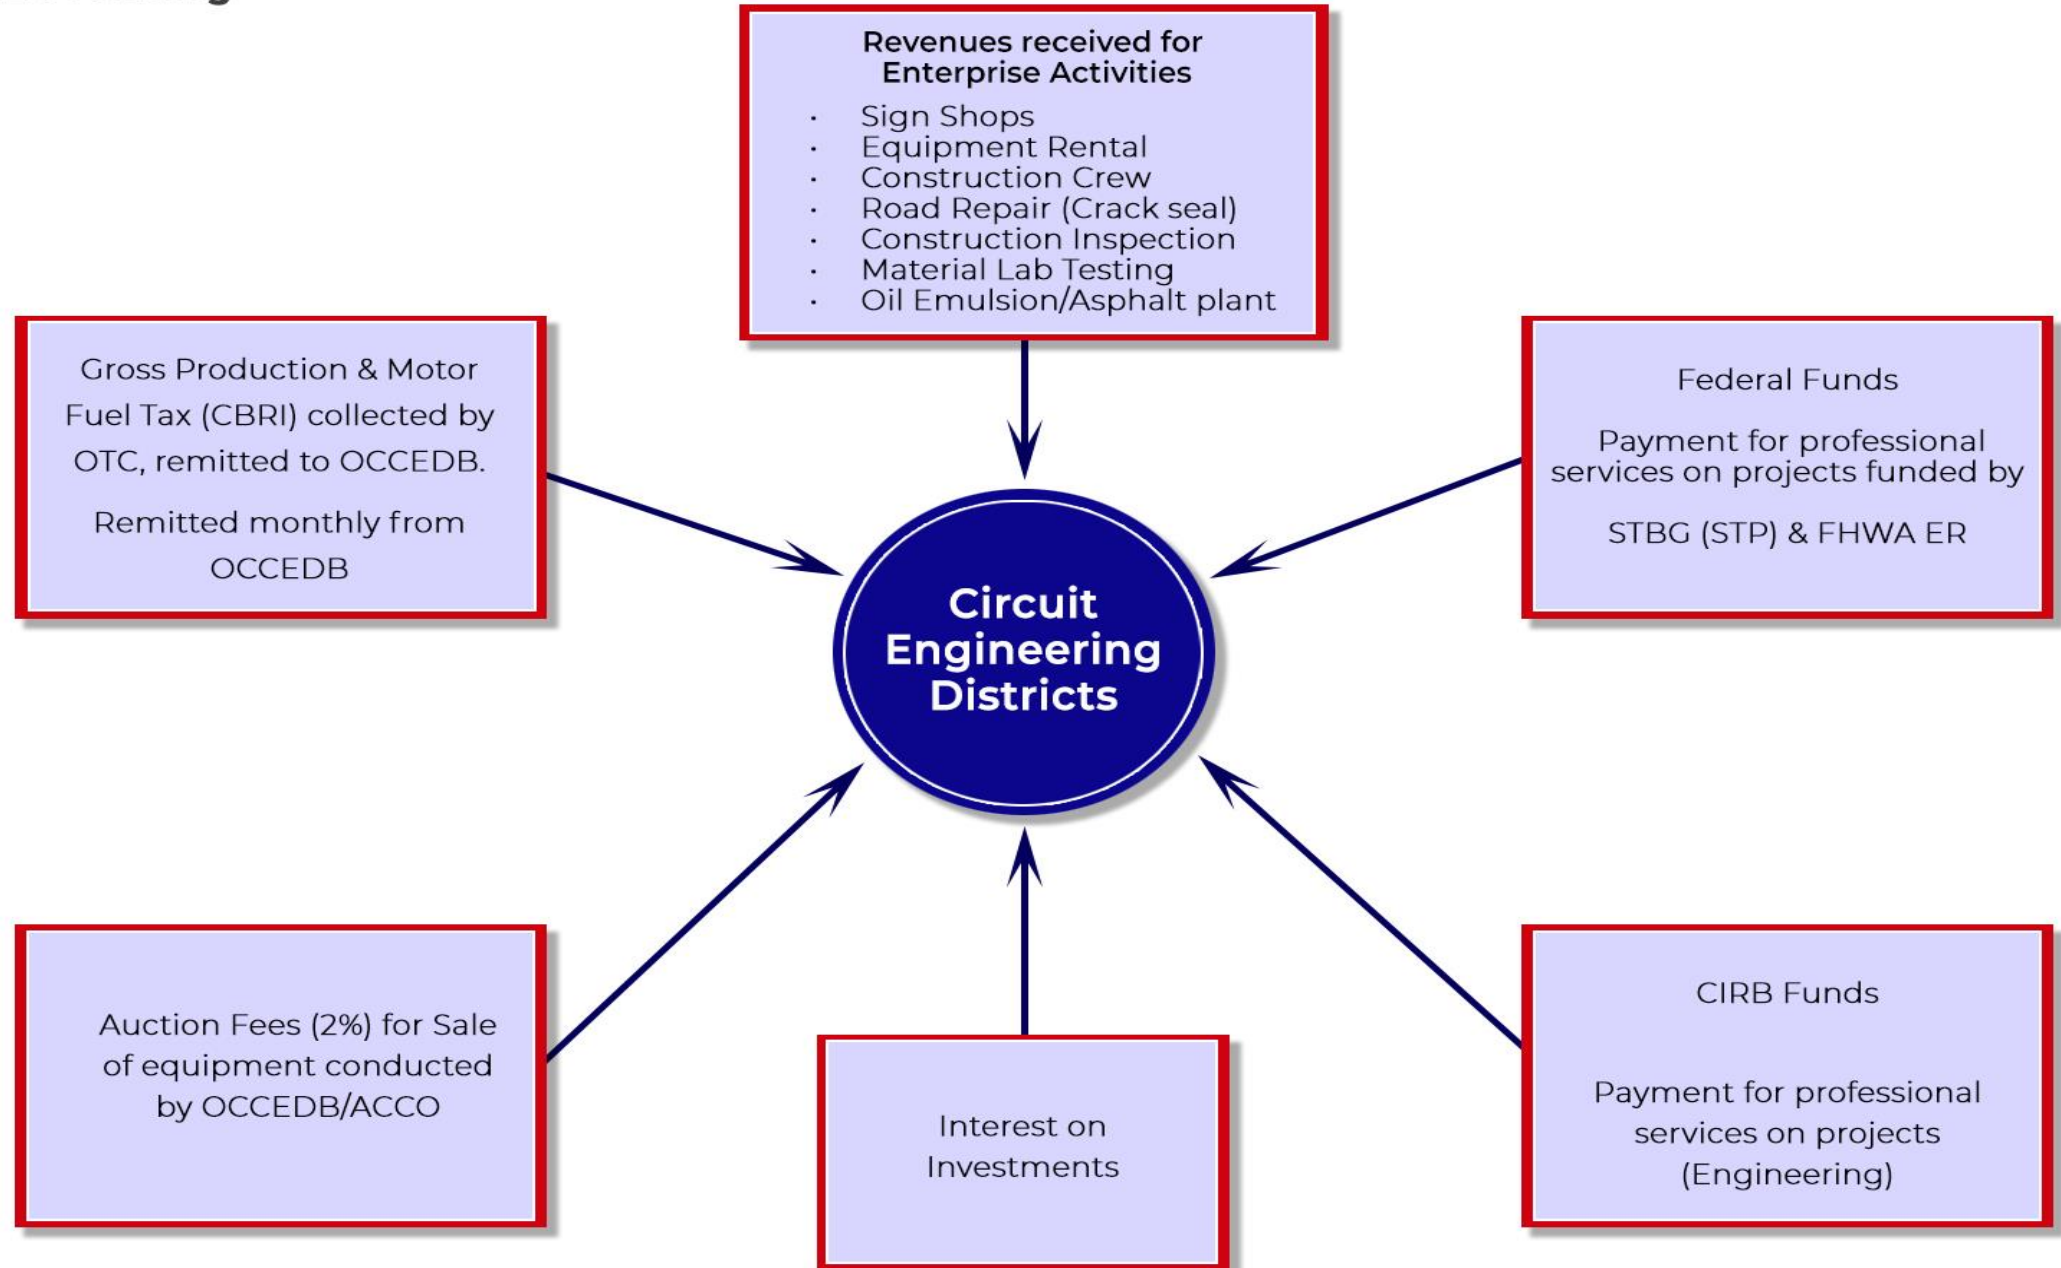 Revenues received for
Enterprise Activities
· Sign Shops
· Equipment Rental
· Construction Crew
· Road Repair (Crack seal)
· Construction Inspection
· Material Lab Testing
· Oil Emulsion/Asphalt plant
Gross Production & Motor
Fuel Tax (CBRI) collected by
OTC, remitted to OCCEDB.
Remitted monthly from
OCCEDB
Federal Funds
Payment for professional
services on projects funded by
STBG (STP) & FHWA ER
Circuit
Engineering
Districts
Auction Fees (2%) for Sale
of equipment conducted
by OCCEDB/ACCO
Interest on
Investments
CIRB Funds
Payment for professional
services on projects
(Engineering)